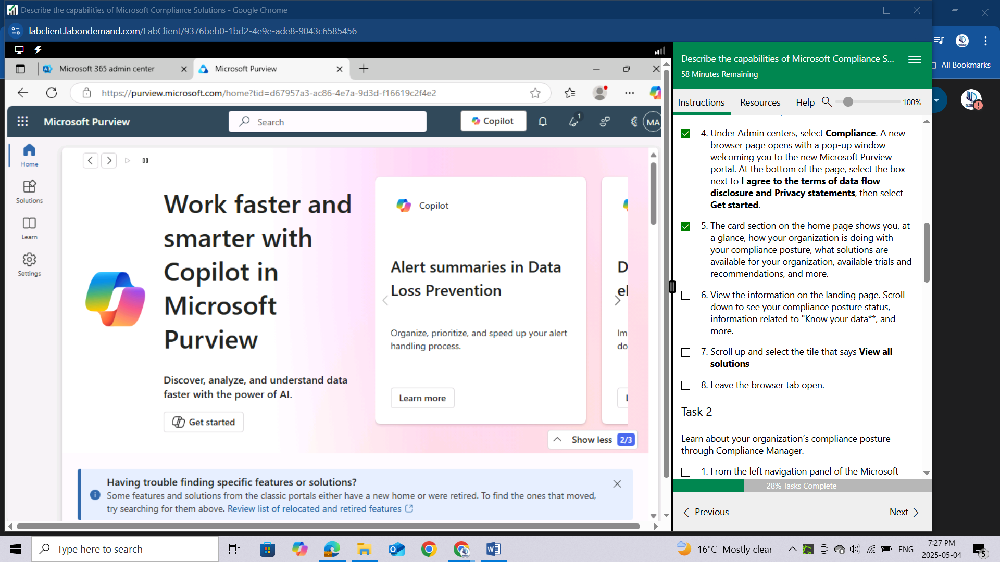 Describe the capabilities of Microsoft Compliance Solutions - Google Chrome
labclient.labondemand.com/LabClient/9376beb0-1bd2-4e9e-ade8-9043c6585456
All Bookmarks
Microsoft 365 admin center
Microsoft Purview
https://purview.microsoft.com/home?tid=d67957a3-ac86-4e7a-9d3d-f16619c2f4e2
Microsoft Purview
Search
Copilot
1
MA
Home
Solutions
Learn
Settings
Work faster and
smarter with
Copilot in
Microsoft
Purview
Discover, analyze, and understand data
faster with the power of AI.
Get started
Copilot
Alert summaries in Data
Loss Prevention
Organize, prioritize, and speed up your alert
handling process.
Learn more
D
el
Im
do
Show less 2/3
Having trouble finding specific features or solutions?
Some features and solutions from the classic portals either have a new home or were retired. To find the ones that moved,
try searching for them above. Review list of relocated and retired features
Describe the capabilities of Microsoft Compliance S...
58 Minutes Remaining
Instructions
Resources
Help
100%
4. Under Admin centers, select Compliance. A new
browser page opens with a pop-up window
welcoming you to the new Microsoft Purview
portal. At the bottom of the page, select the box
next to I agree to the terms of data flow
disclosure and Privacy statements, then select
Get started.
5. The card section on the home page shows you, at
a glance, how your organization is doing with
your compliance posture, what solutions are
available for your organization, available trials and
recommendations, and more.
6. View the information on the landing page. Scroll
down to see your compliance posture status,
information related to "Know your data**, and
more.
7. Scroll up and select the tile that says View all
solutions
8. Leave the browser tab open.
Task 2
Learn about your organization’s compliance posture
through Compliance Manager.
1. From the left navigation panel of the Microsoft
28% Tasks Complete
Previous
Next
Type here to search
16°C Mostly clear
ENG
7:27 PM
2025-05-04
5